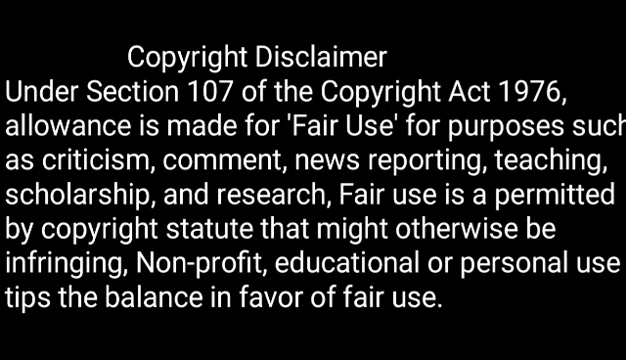 Copyright Disclaimer
Under Section 107 of the Copyright Act 1976,
allowance is made for 'Fair Use' for purposes such
as criticism, comment, news reporting, teaching,
scholarship, and research, Fair use is a permitted
by copyright statute that might otherwise be
infringing, Non-profit, educational or personal use
tips the balance in favor of fair use.